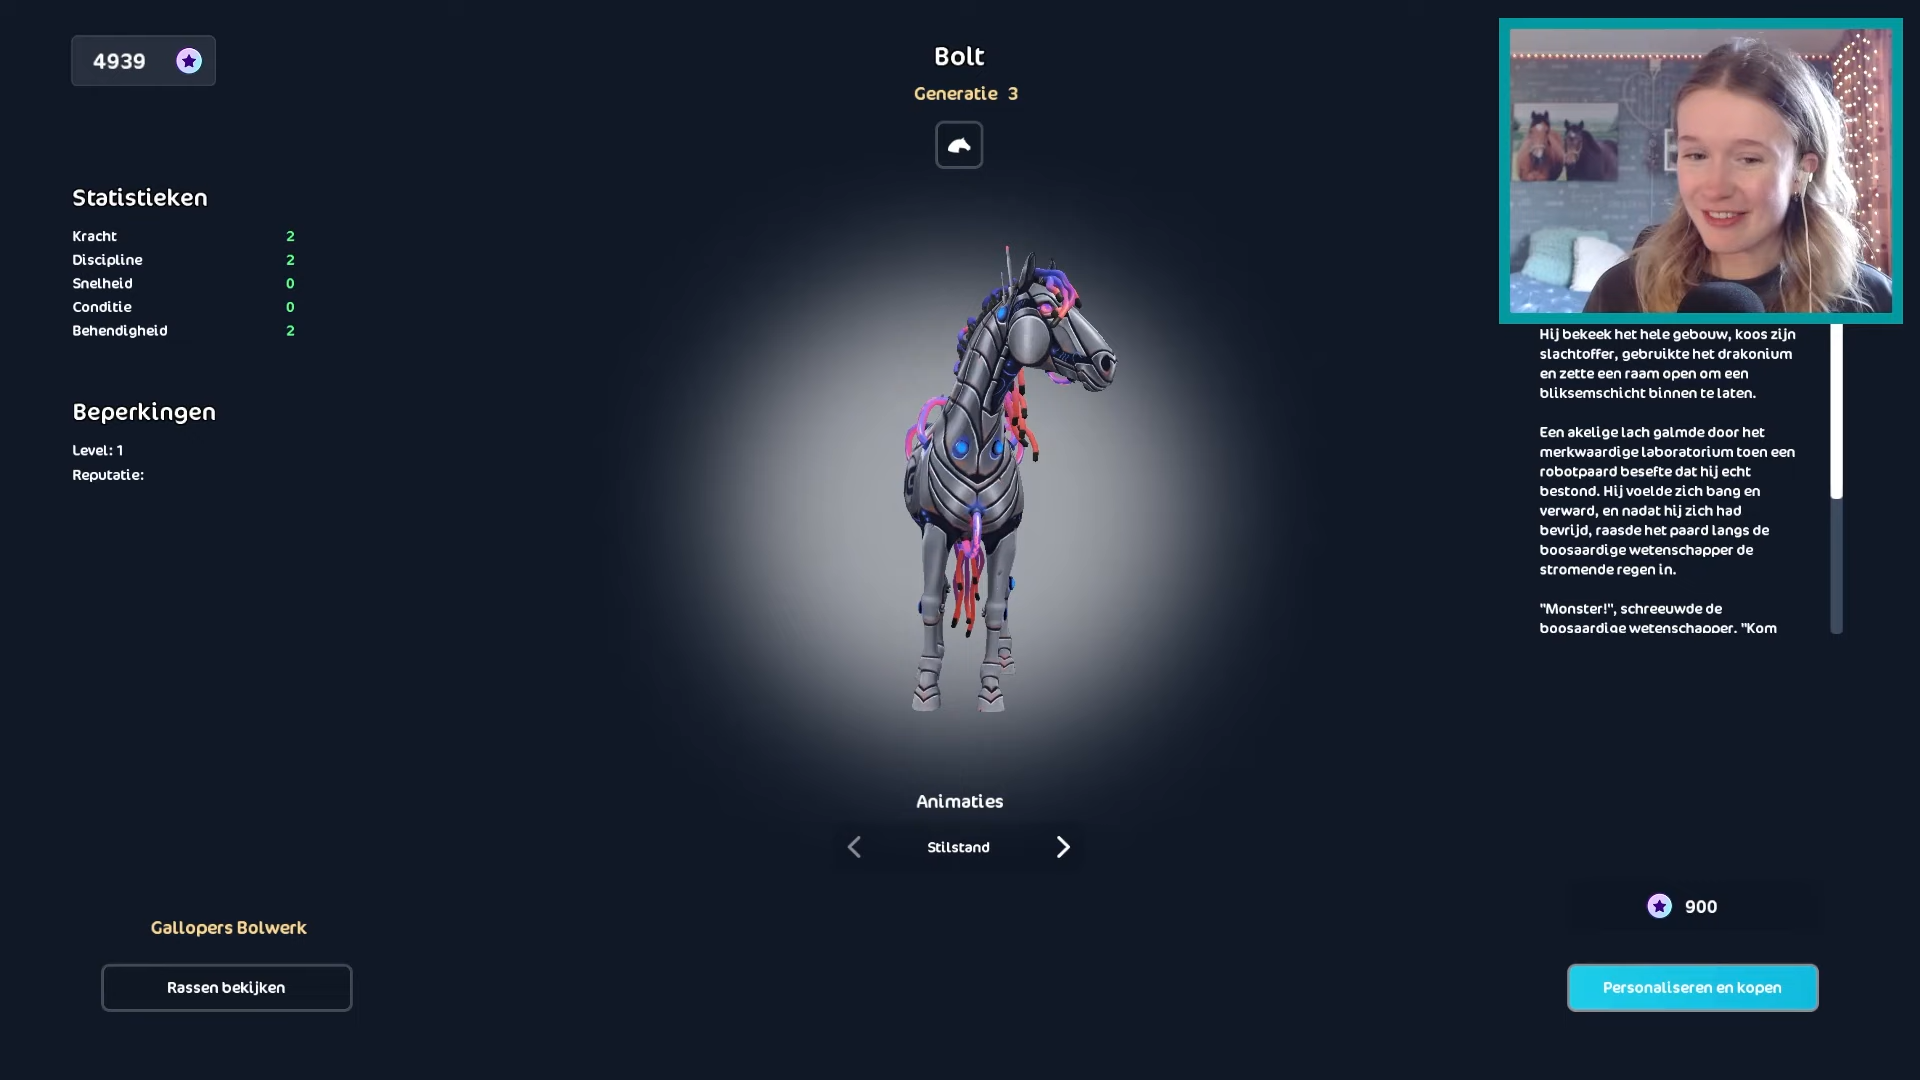 4939
Bolt
Generatie 3
Statistieken
Kracht 2
Discipline 2
Snelheid 0
Conditie 0
Behendigheid 2
Beperkingen
Level: 1
Reputatie:
Hij bekeek het hele gebouw, koos zijn
slachtoffer, gebruikte het drakonium
en zette een raam open om een
bliksemschicht binnen te laten.
Een akelige lach galmde door het
merkwaardige laboratorium toen een
robotpaard besefte dat hij echt
bestond. Hij voelde zich bang en
verward, en nadat hij zich had
bevrijd, raasde het paard langs de
boosaardige wetenschapper de
stromende regen in.
"Monster!", schreeuwde de
boosaardige wetenschapper. "Kom
Animaties
Stilstand
900
Gallopers Bolwerk
Rassen bekijken
Personaliseren en kopen